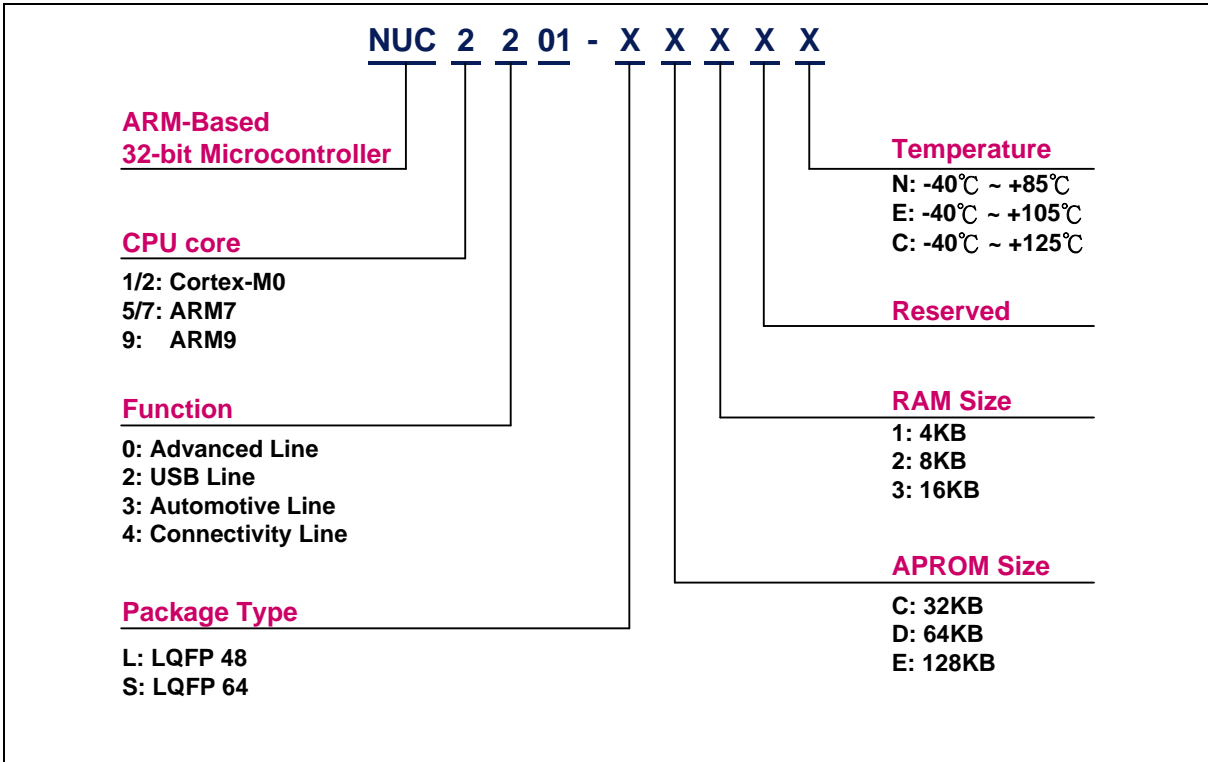 NUC 2 2 01 - X X X X X
ARM-Based
32-bit Microcontroller
CPU core
1/2: Cortex-M0
5/7: ARM7
9: ARM9
Function
0: Advanced Line
2: USB Line
3: Automotive Line
4: Connectivity Line
Package Type
L: LQFP 48
S: LQFP 64
Temperature
N: -40℃ ~ +85℃
E: -40℃ ~ +105℃
C: -40℃ ~ +125℃
Reserved
RAM Size
1: 4KB
2: 8KB
3: 16KB
APROM Size
C: 32KB
D: 64KB
E: 128KB